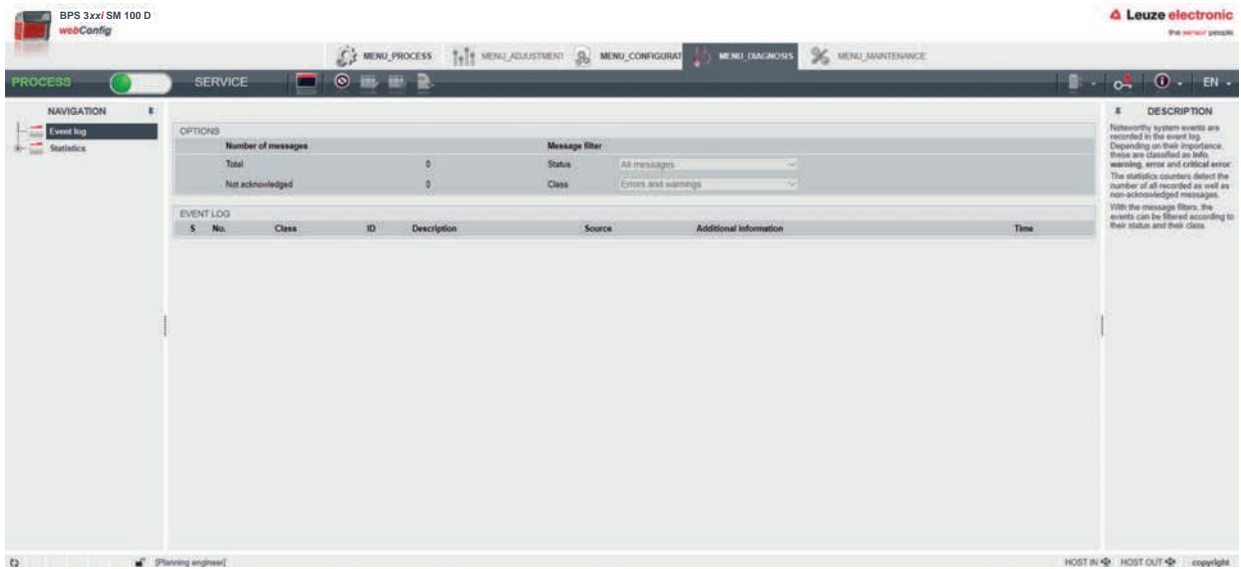 BPS 3xxi SM 100 D
webConfig
Leuze electronic
the sensor people
MENU_PROCESS
MENU_ADJUSTMENT
MENU_CONFIGURAT
MENU_DIAGNOSIS
MENU_MAINTENANCE
PROCESS
SERVICE
EN
NAVIGATION
Event log
Statistics
OPTIONS
Number of messages
Message filter
Total 0 Status All messages
Not acknowledged 0 Class Errors and warnings
EVENT LOG
S No. Class ID Description Source Additional information Time
DESCRIPTION
Noteworthy system events are
recorded in the event log.
Depending on their importance,
these are classified as Info,
warning, error and critical error.
The statistics counters detect the
number of all recorded as well as
non-acknowledged messages.
With the message filters, the
events can be filtered according to
their status and their class.
[Planning engineer]
HOST IN HOST OUT copyright